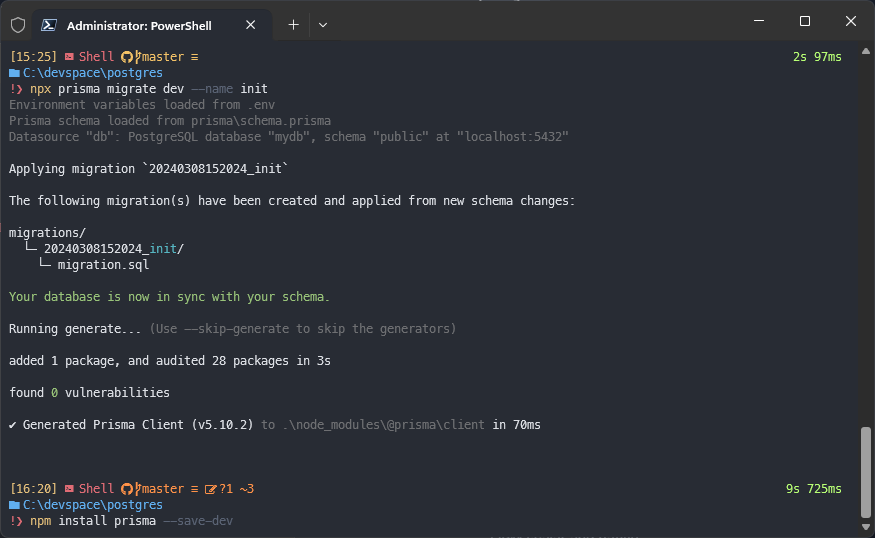 Administrator: PowerShell
[15:25] Shell master ≡ 2s 97ms
C:\devspace\postgres
!❯ npx prisma migrate dev --name init
Environment variables loaded from .env
Prisma schema loaded from prisma\schema.prisma
Datasource "db": PostgreSQL database "mydb", schema "public" at "localhost:5432"
Applying migration `20240308152024_init`
The following migration(s) have been created and applied from new schema changes:
migrations/
└─ 20240308152024_init/
└─ migration.sql
Your database is now in sync with your schema.
Running generate... (Use --skip-generate to skip the generators)
added 1 package, and audited 28 packages in 3s
found 0 vulnerabilities
✔ Generated Prisma Client (v5.10.2) to .\node_modules\@prisma\client in 70ms
[16:20] Shell master ≡ ?1 ~3 9s 725ms
C:\devspace\postgres
!❯ npm install prisma --save-dev